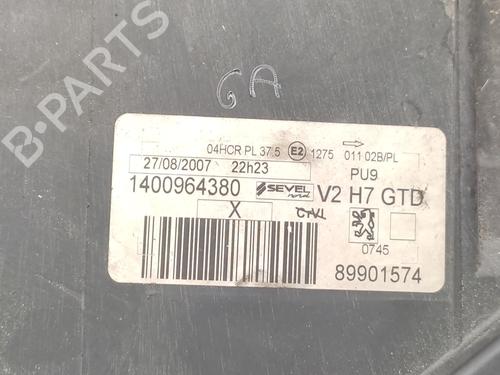 GA
04HCR PL 37.5 E2 1275 011 02B/PL
27/08/2007 22h23 PU9
1400964380 SEVEL nord V2 H7 GTD
X
0745
89901574
B-PARTS